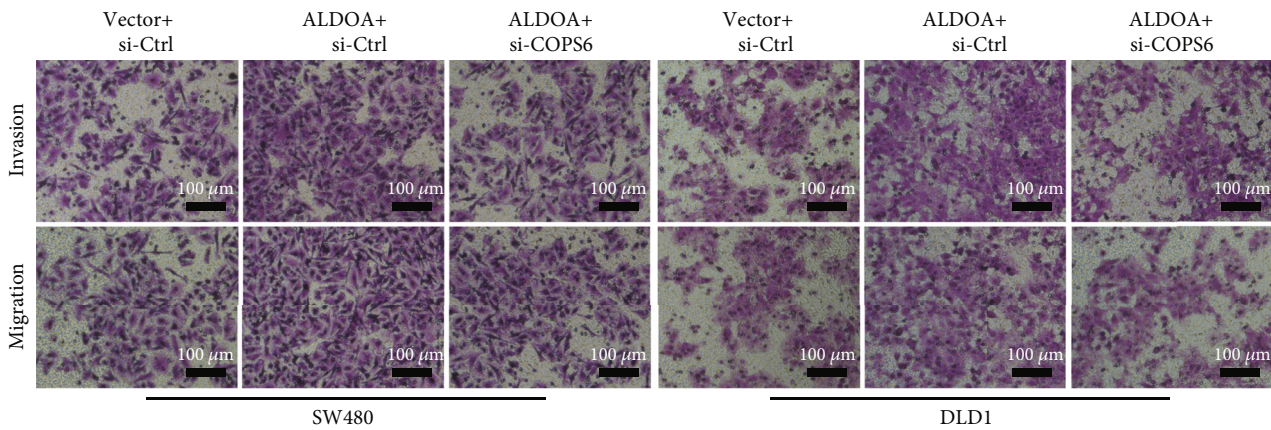 Vector+
si-Ctrl
ALDOA+
si-Ctrl
ALDOA+
si-COPS6
Vector+
si-Ctrl
ALDOA+
si-Ctrl
ALDOA+
si-COPS6
Invasion
100 μm
100 μm
100 μm
100 μm
100 μm
100 μm
Migration
100 μm
100 μm
100 μm
100 μm
100 μm
100 μm
SW480
DLD1